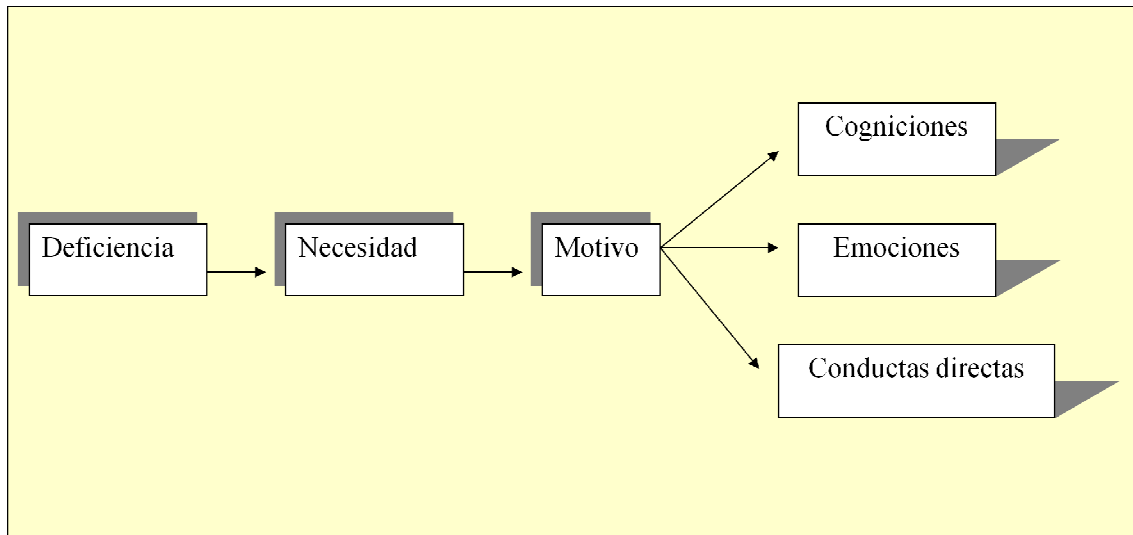 Deficiencia
Necesidad
Motivo
Cogniciones
Emociones
Conductas directas